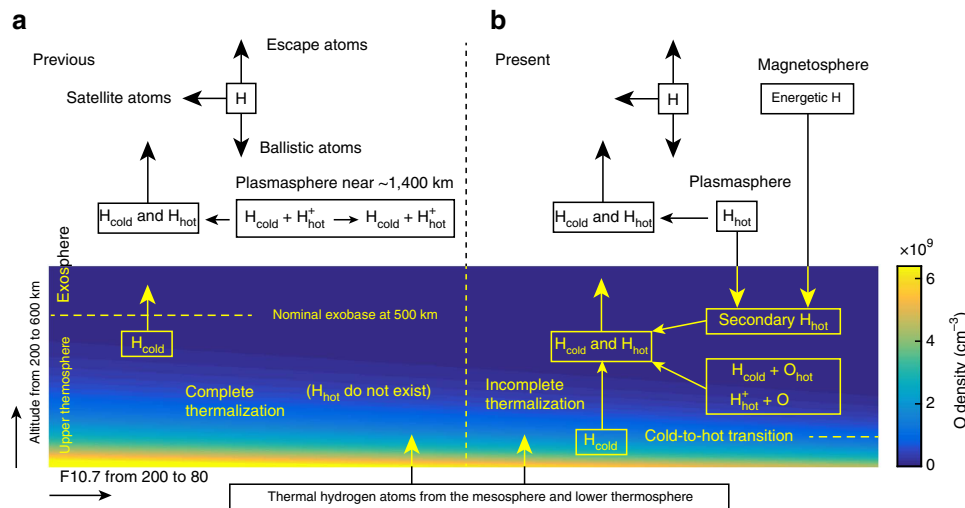 a
b
Previous
Escape atoms
Satellite atoms
H
Ballistic atoms
Plasmasphere near ~1,400 km
H_cold and H_hot
H_cold + H⁺_hot → H_cold + H⁺_hot
Present
H
Magnetosphere
Energetic H
Plasmasphere
H_cold and H_hot
H_hot
Altitude from 200 to 600 km
Upper thermosphere
Exosphere
Nominal exobase at 500 km
H_cold
Complete
thermalization
(H_hot do not exist)
Incomplete
thermalization
Secondary H_hot
H_cold and H_hot
H_cold + O_hot
H⁺_hot + O
H_cold
Cold-to-hot transition
F10.7 from 200 to 80
Thermal hydrogen atoms from the mesosphere and lower thermosphere
×10⁹
6
4
2
0
O density (cm⁻³)